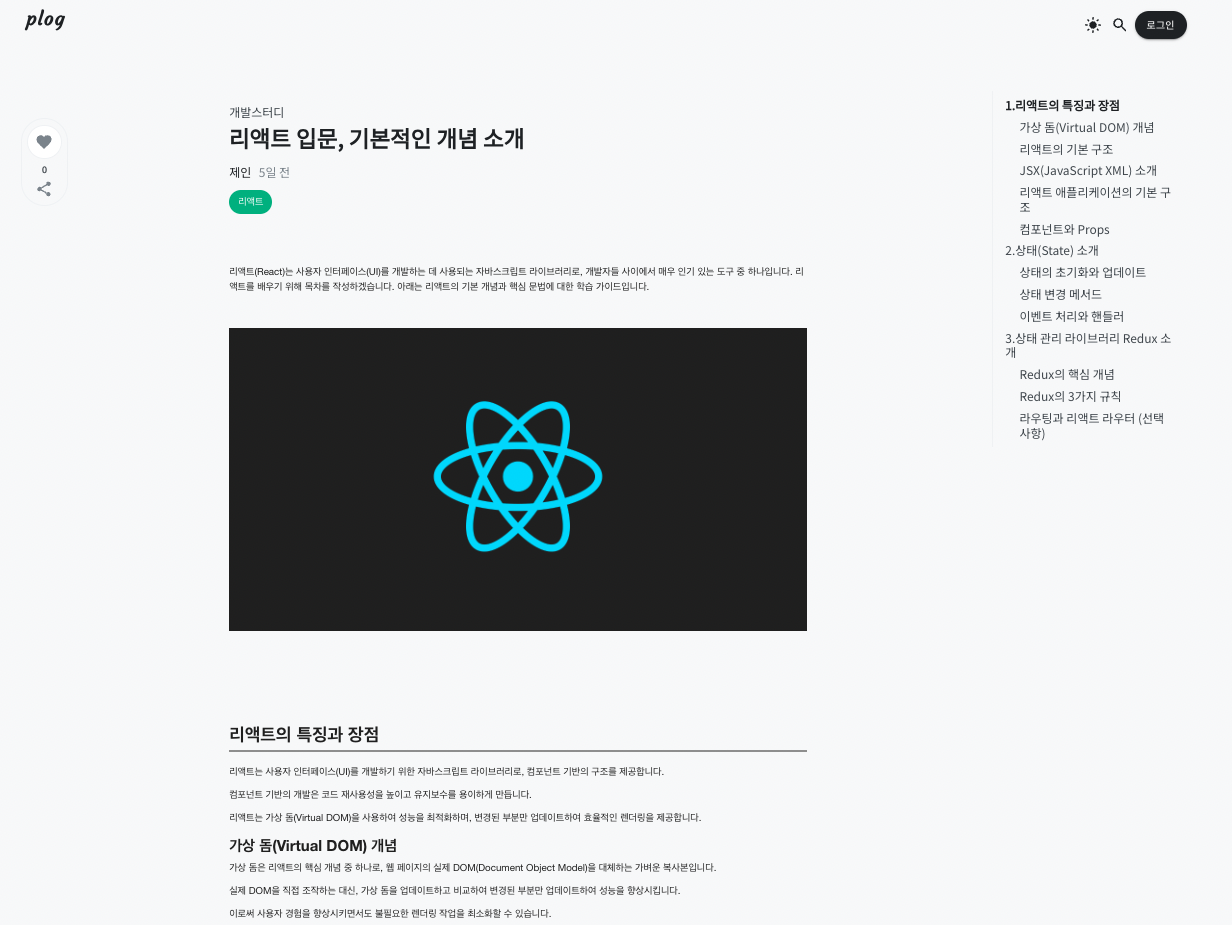 plog
로그인
개발스터디
리액트 입문, 기본적인 개념 소개
제인 5일 전
리액트
0
리액트(React)는 사용자 인터페이스(UI)를 개발하는 데 사용되는 자바스크립트 라이브러리로, 개발자들 사이에서 매우 인기 있는 도구 중 하나입니다. 리
액트를 배우기 위해 목차를 작성하겠습니다. 아래는 리액트의 기본 개념과 핵심 문법에 대한 학습 가이드입니다.
리액트의 특징과 장점
리액트는 사용자 인터페이스(UI)를 개발하기 위한 자바스크립트 라이브러리로, 컴포넌트 기반의 구조를 제공합니다.
컴포넌트 기반의 개발은 코드 재사용성을 높이고 유지보수를 용이하게 만듭니다.
리액트는 가상 돔(Virtual DOM)을 사용하여 성능을 최적화하며, 변경된 부분만 업데이트하여 효율적인 렌더링을 제공합니다.
가상 돔(Virtual DOM) 개념
가상 돔은 리액트의 핵심 개념 중 하나로, 웹 페이지의 실제 DOM(Document Object Model)을 대체하는 가벼운 복사본입니다.
실제 DOM을 직접 조작하는 대신, 가상 돔을 업데이트하고 비교하여 변경된 부분만 업데이트하여 성능을 향상시킵니다.
이로써 사용자 경험을 향상시키면서도 불필요한 렌더링 작업을 최소화할 수 있습니다.
1.리액트의 특징과 장점
가상 돔(Virtual DOM) 개념
리액트의 기본 구조
JSX(JavaScript XML) 소개
리액트 애플리케이션의 기본 구
조
컴포넌트와 Props
2.상태(State) 소개
상태의 초기화와 업데이트
상태 변경 메서드
이벤트 처리와 핸들러
3.상태 관리 라이브러리 Redux 소
개
Redux의 핵심 개념
Redux의 3가지 규칙
라우팅과 리액트 라우터 (선택
사항)